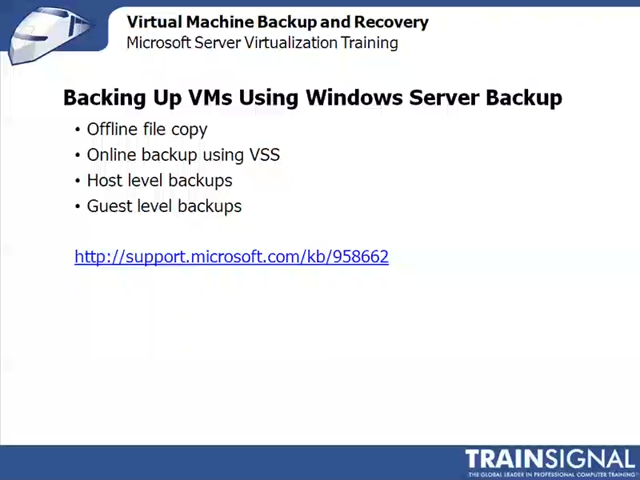 Virtual Machine Backup and Recovery
Microsoft Server Virtualization Training
Backing Up VMs Using Windows Server Backup
• Offline file copy
• Online backup using VSS
• Host level backups
• Guest level backups
http://support.microsoft.com/kb/958662
TRAINSIGNAL
THE GLOBAL LEADER IN PROFESSIONAL COMPUTER TRAINING